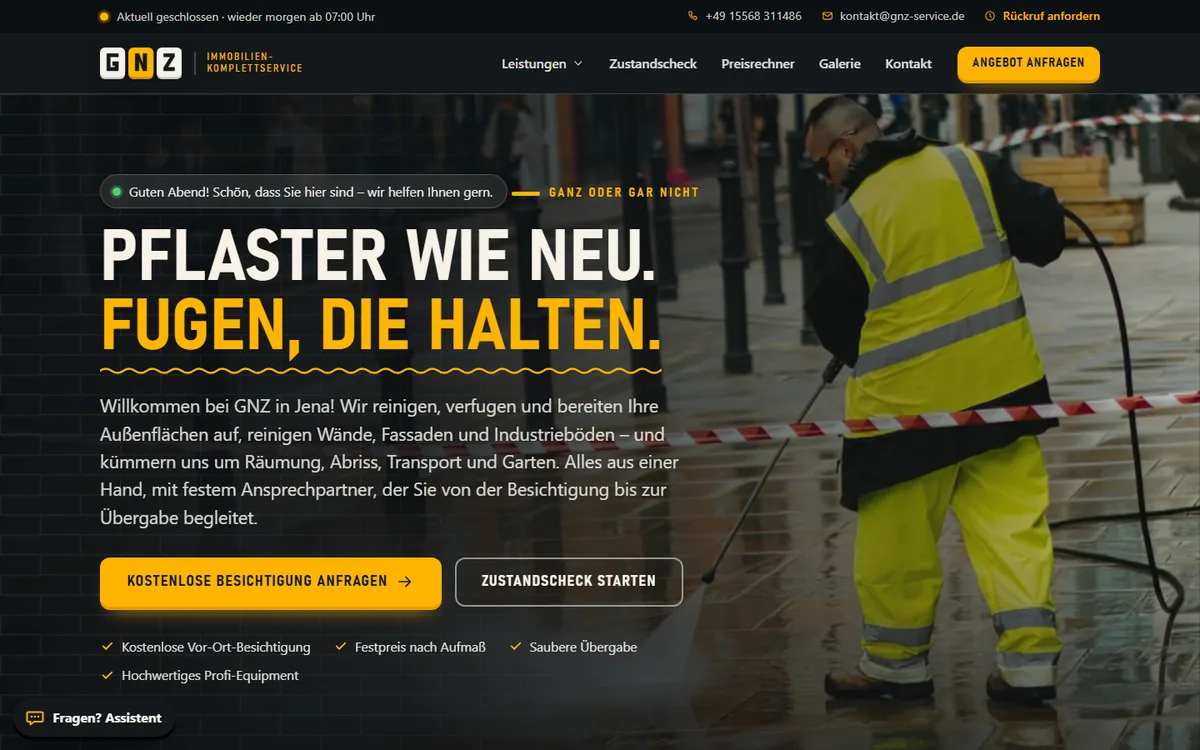 Aktuell geschlossen · wieder morgen ab 07:00 Uhr
+49 15568 311486
kontakt@gnz-service.de
Rückruf anfordern
GNZ
IMMOBILIEN-
KOMPLETTSERVICE
Leistungen
Zustandscheck
Preisrechner
Galerie
Kontakt
ANGEBOT ANFRAGEN
Guten Abend! Schön, dass Sie hier sind – wir helfen Ihnen gern.
GANZ ODER GAR NICHT
PFLASTER WIE NEU.
FUGEN, DIE HALTEN.
Willkommen bei GNZ in Jena! Wir reinigen, verfugen und bereiten Ihre
Außenflächen auf, reinigen Wände, Fassaden und Industrieböden – und
kümmern uns um Räumung, Abriss, Transport und Garten. Alles aus einer
Hand, mit festem Ansprechpartner, der Sie von der Besichtigung bis zur
Übergabe begleitet.
KOSTENLOSE BESICHTIGUNG ANFRAGEN →
ZUSTANDSCHECK STARTEN
Kostenlose Vor-Ort-Besichtigung
Festpreis nach Aufmaß
Saubere Übergabe
Hochwertiges Profi-Equipment
Fragen? Assistent